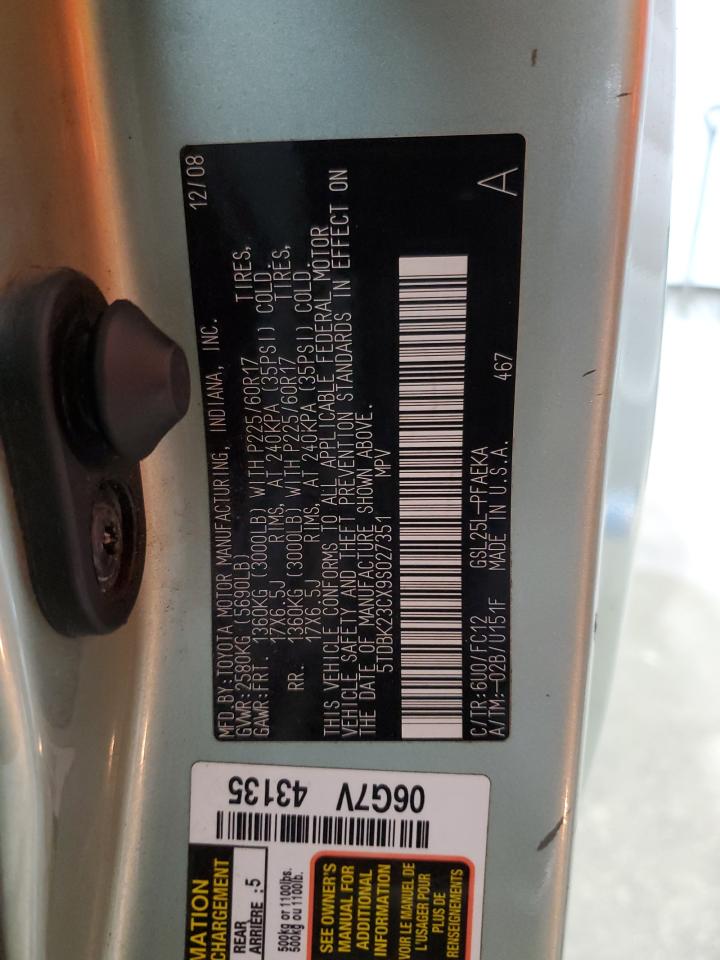 12/08
MFD. BY: TOYOTA MOTOR MANUFACTURING, INDIANA, INC.
GVWR: 2580KG (5690LB)
GAWR: FRT. 1360KG (3000LB) WITH P225/60R17 TIRES,
17X6.5J RIMS, AT 240KPA (35PSI) COLD.
RR. 1360KG (3000LB) WITH P225/60R17 TIRES,
17X6.5J RIMS, AT 240KPA (35PSI) COLD.
THIS VEHICLE CONFORMS TO ALL APPLICABLE FEDERAL MOTOR
VEHICLE SAFETY AND THEFT PREVENTION STANDARDS IN EFFECT ON
THE DATE OF MANUFACTURE SHOWN ABOVE.
5TDBK23CX9S027351 MPV
C/TR: 6U0/FC12 GSL25L-PFAEKA
A/TM: -02B/U151F MADE IN U.S.A. 467
A
06G7V 43135
MATION
CHARGEMENT
REAR
ARRIÈRE : 5
500kg or 1100lbs.
500kg ou 1100lb.
SEE OWNER'S
MANUAL FOR
ADDITIONAL
INFORMATION
VOIR LE MANUEL DE
L'USAGER POUR
PLUS DE
RENSEIGNEMENTS